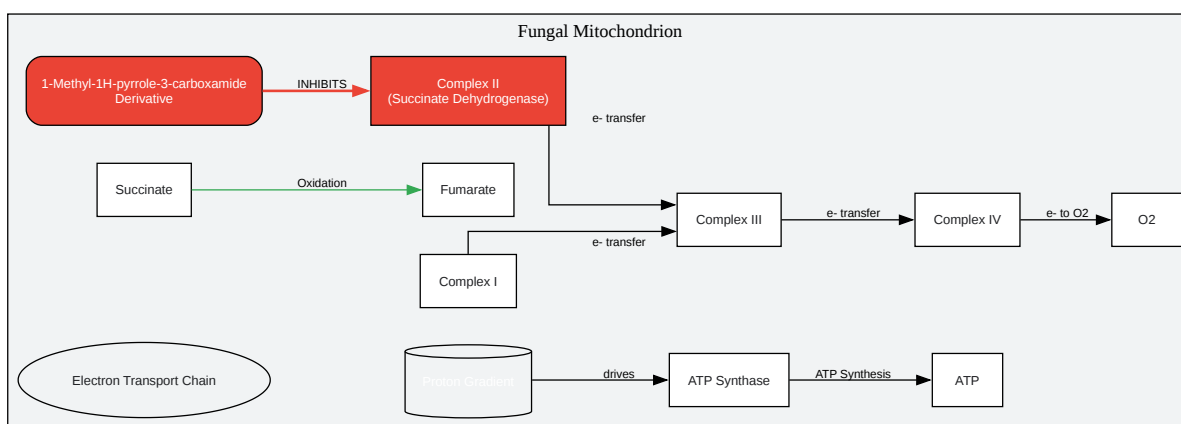 Fungal Mitochondrion
1-Methyl-1H-pyrrole-3-carboxamide
Derivative
INHIBITS
Complex II
(Succinate Dehydrogenase)
e- transfer
Succinate
Oxidation
Fumarate
Complex III
e- transfer
Complex IV
e- to O2
O2
e- transfer
Complex I
Electron Transport Chain
Proton Gradient
drives
ATP Synthase
ATP Synthesis
ATP